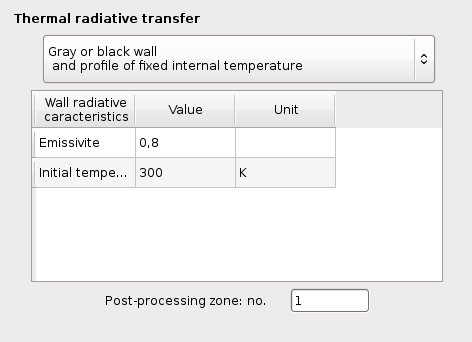 Thermal radiative transfer
Gray or black wall
and profile of fixed internal temperature
Wall radiative
caracteristics
Value
Unit
Emissivite
0,8
Initial tempe...
300
K
Post-processing zone: no.
1